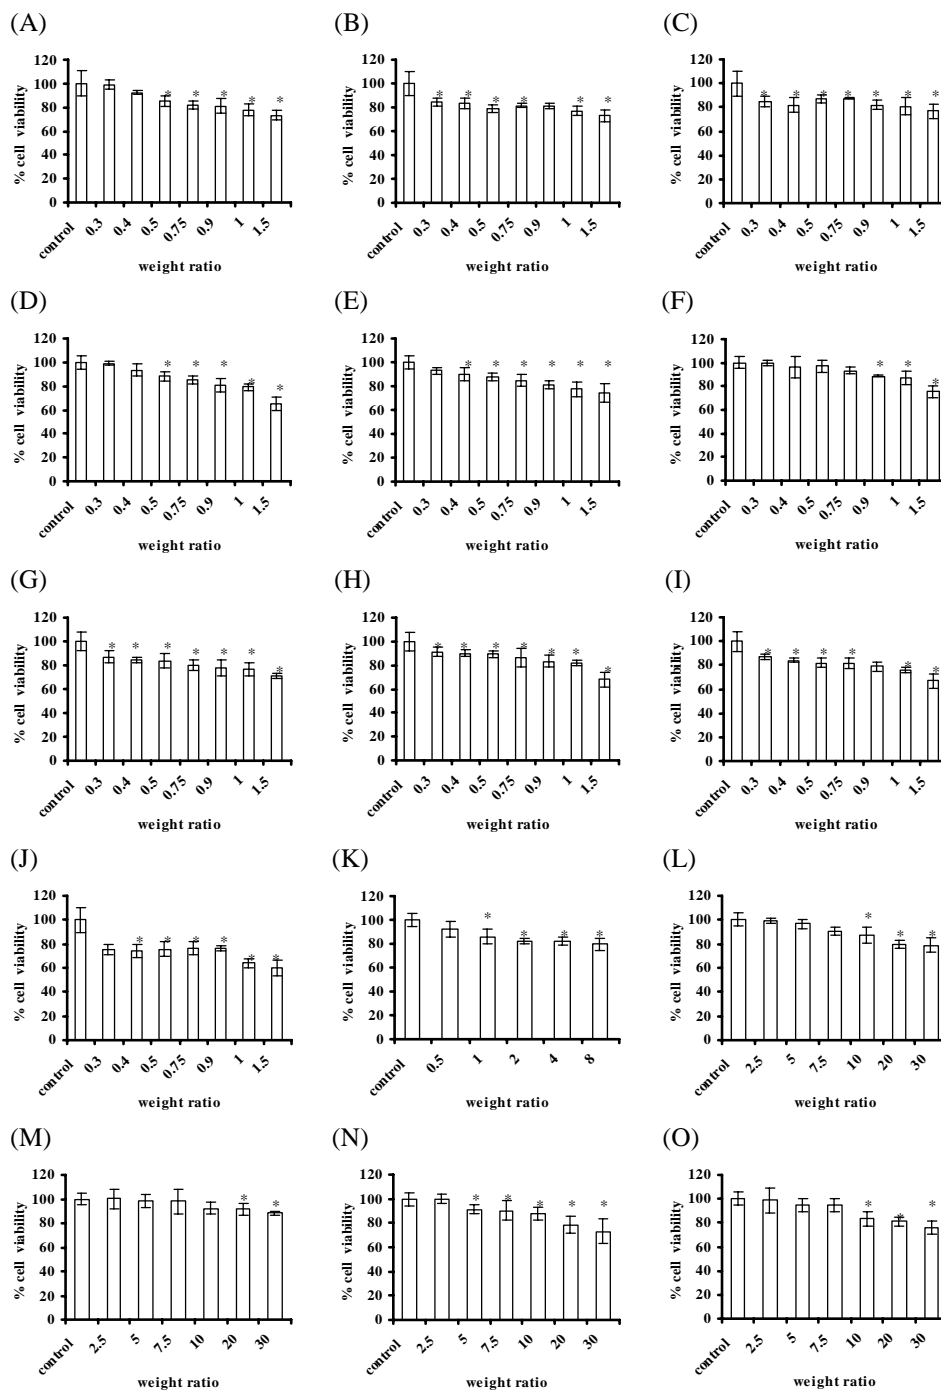 (A) (B) (C)
120 120 120
100 100 100
80 80 80
60 60 60
40 40 40
20 20 20
0 0 0
% cell viability % cell viability % cell viability
* * * * * * * * * * * * * * * * * *
control 0.3 0.4 0.5 0.75 0.9 1 1.5 control 0.3 0.4 0.5 0.75 0.9 1 1.5 control 0.3 0.4 0.5 0.75 0.9 1 1.5
weight ratio weight ratio weight ratio
(D) (E) (F)
120 120 120
100 100 100
80 80 80
60 60 60
40 40 40
20 20 20
0 0 0
% cell viability % cell viability % cell viability
* * * * * * * * * * * * * *
control 0.3 0.4 0.5 0.75 0.9 1 1.5 control 0.3 0.4 0.5 0.75 0.9 1 1.5 control 0.3 0.4 0.5 0.75 0.9 1 1.5
weight ratio weight ratio weight ratio
(G) (H) (I)
120 120 120
100 100 100
80 80 80
60 60 60
40 40 40
20 20 20
0 0 0
% cell viability % cell viability % cell viability
* * * * * * * * * * * * * * * * * * * *
control 0.3 0.4 0.5 0.75 0.9 1 1.5 control 0.3 0.4 0.5 0.75 0.9 1 1.5 control 0.3 0.4 0.5 0.75 0.9 1 1.5
weight ratio weight ratio weight ratio
(J) (K) (L)
120 120 120
100 100 100
80 80 80
60 60 60
40 40 40
20 20 20
0 0 0
% cell viability % cell viability % cell viability
* * * * * * * * * * * * *
control 0.3 0.4 0.5 0.75 0.9 1 1.5 control 0.5 1 2 4 8 control 2.5 5 7.5 10 20 30
weight ratio weight ratio weight ratio
(M) (N) (O)
120 120 120
100 100 100
80 80 80
60 60 60
40 40 40
20 20 20
0 0 0
% cell viability % cell viability % cell viability
* * * * * * * * * *
control 2.5 5 7.5 10 20 30 control 2.5 5 7.5 10 20 30 control 2.5 5 7.5 10 20 30
weight ratio weight ratio weight ratio